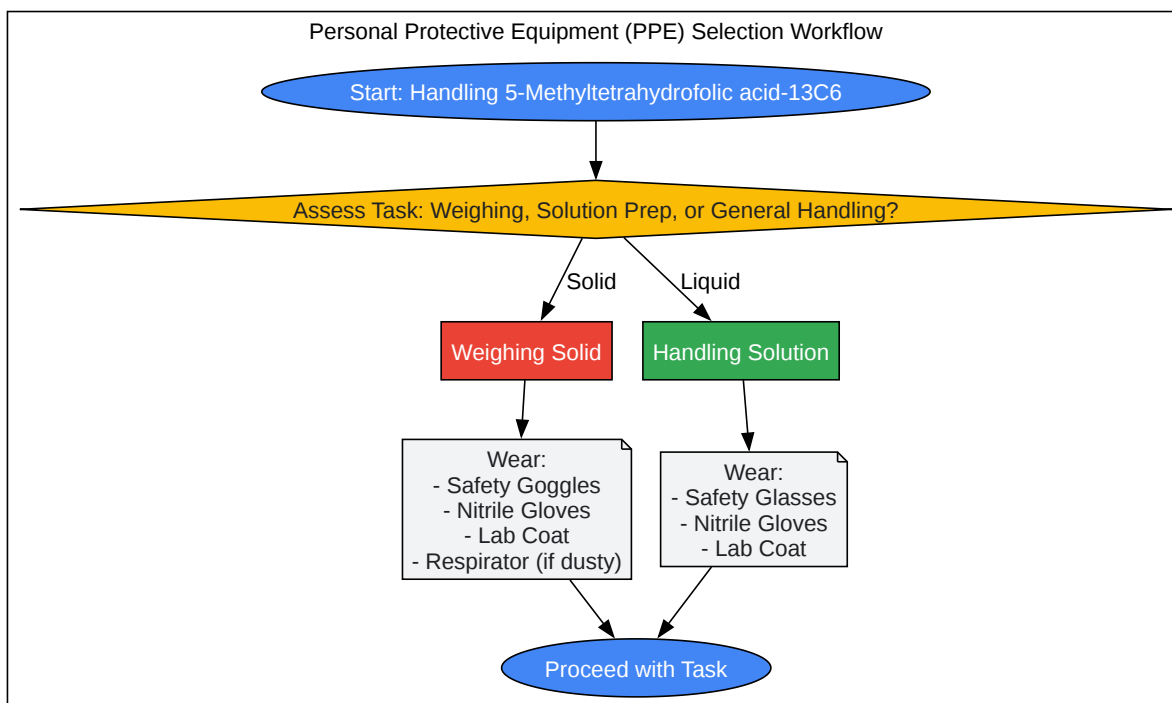 Personal Protective Equipment (PPE) Selection Workflow
Start: Handling 5-Methyltetrahydrofolic acid-13C6
Assess Task: Weighing, Solution Prep, or General Handling?
Solid
Liquid
Weighing Solid
Handling Solution
Wear:
- Safety Goggles
- Nitrile Gloves
- Lab Coat
- Respirator (if dusty)
Wear:
- Safety Glasses
- Nitrile Gloves
- Lab Coat
Proceed with Task